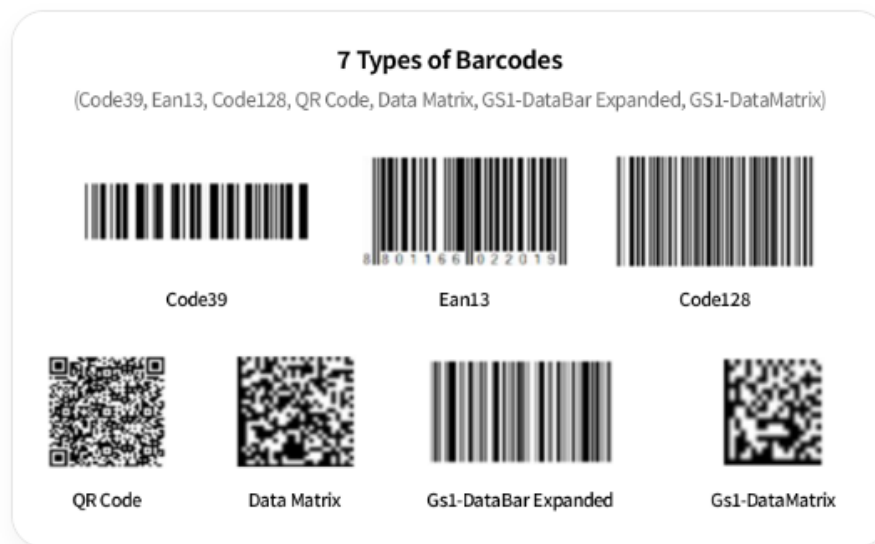 7 Types of Barcodes
(Code39, Ean13, Code128, QR Code, Data Matrix, GS1-DataBar Expanded, GS1-DataMatrix)
8 801166 022019
Code39 Ean13 Code128
QR Code Data Matrix Gs1-DataBar Expanded Gs1-DataMatrix